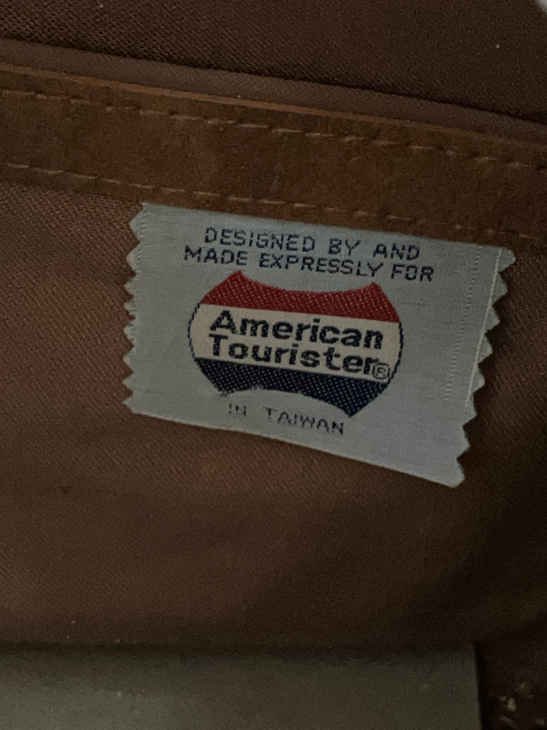 DESIGNED BY AND
MADE EXPRESSLY FOR
American
Tourister®
IN TAIWAN